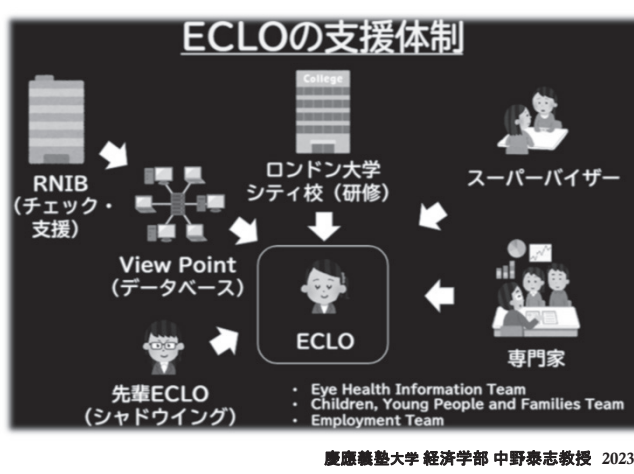 ECLOの支援体制
College
RNIB
(チェック・
支援)
ロンドン大学
シティ校（研修）
スーパーバイザー
View Point
(データベース)
ECLO
専門家
先輩ECLO
(シャドウイング)
・ Eye Health Information Team
・ Children, Young People and Families Team
・ Employment Team
慶應義塾大学 経済学部 中野泰志教授 2023